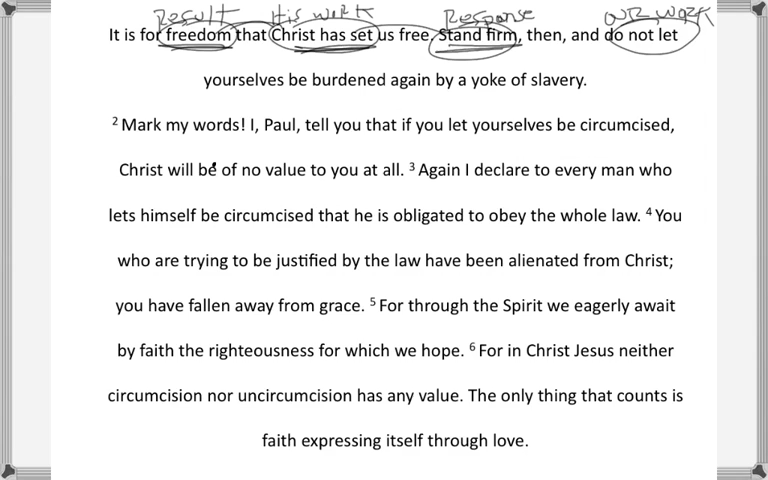 Result His work Response our work
It is for freedom that Christ has set us free. Stand firm, then, and do not let
yourselves be burdened again by a yoke of slavery.
2 Mark my words! I, Paul, tell you that if you let yourselves be circumcised,
Christ will be of no value to you at all. 3 Again I declare to every man who
lets himself be circumcised that he is obligated to obey the whole law. 4 You
who are trying to be justified by the law have been alienated from Christ;
you have fallen away from grace. 5 For through the Spirit we eagerly await
by faith the righteousness for which we hope. 6 For in Christ Jesus neither
circumcision nor uncircumcision has any value. The only thing that counts is
faith expressing itself through love.